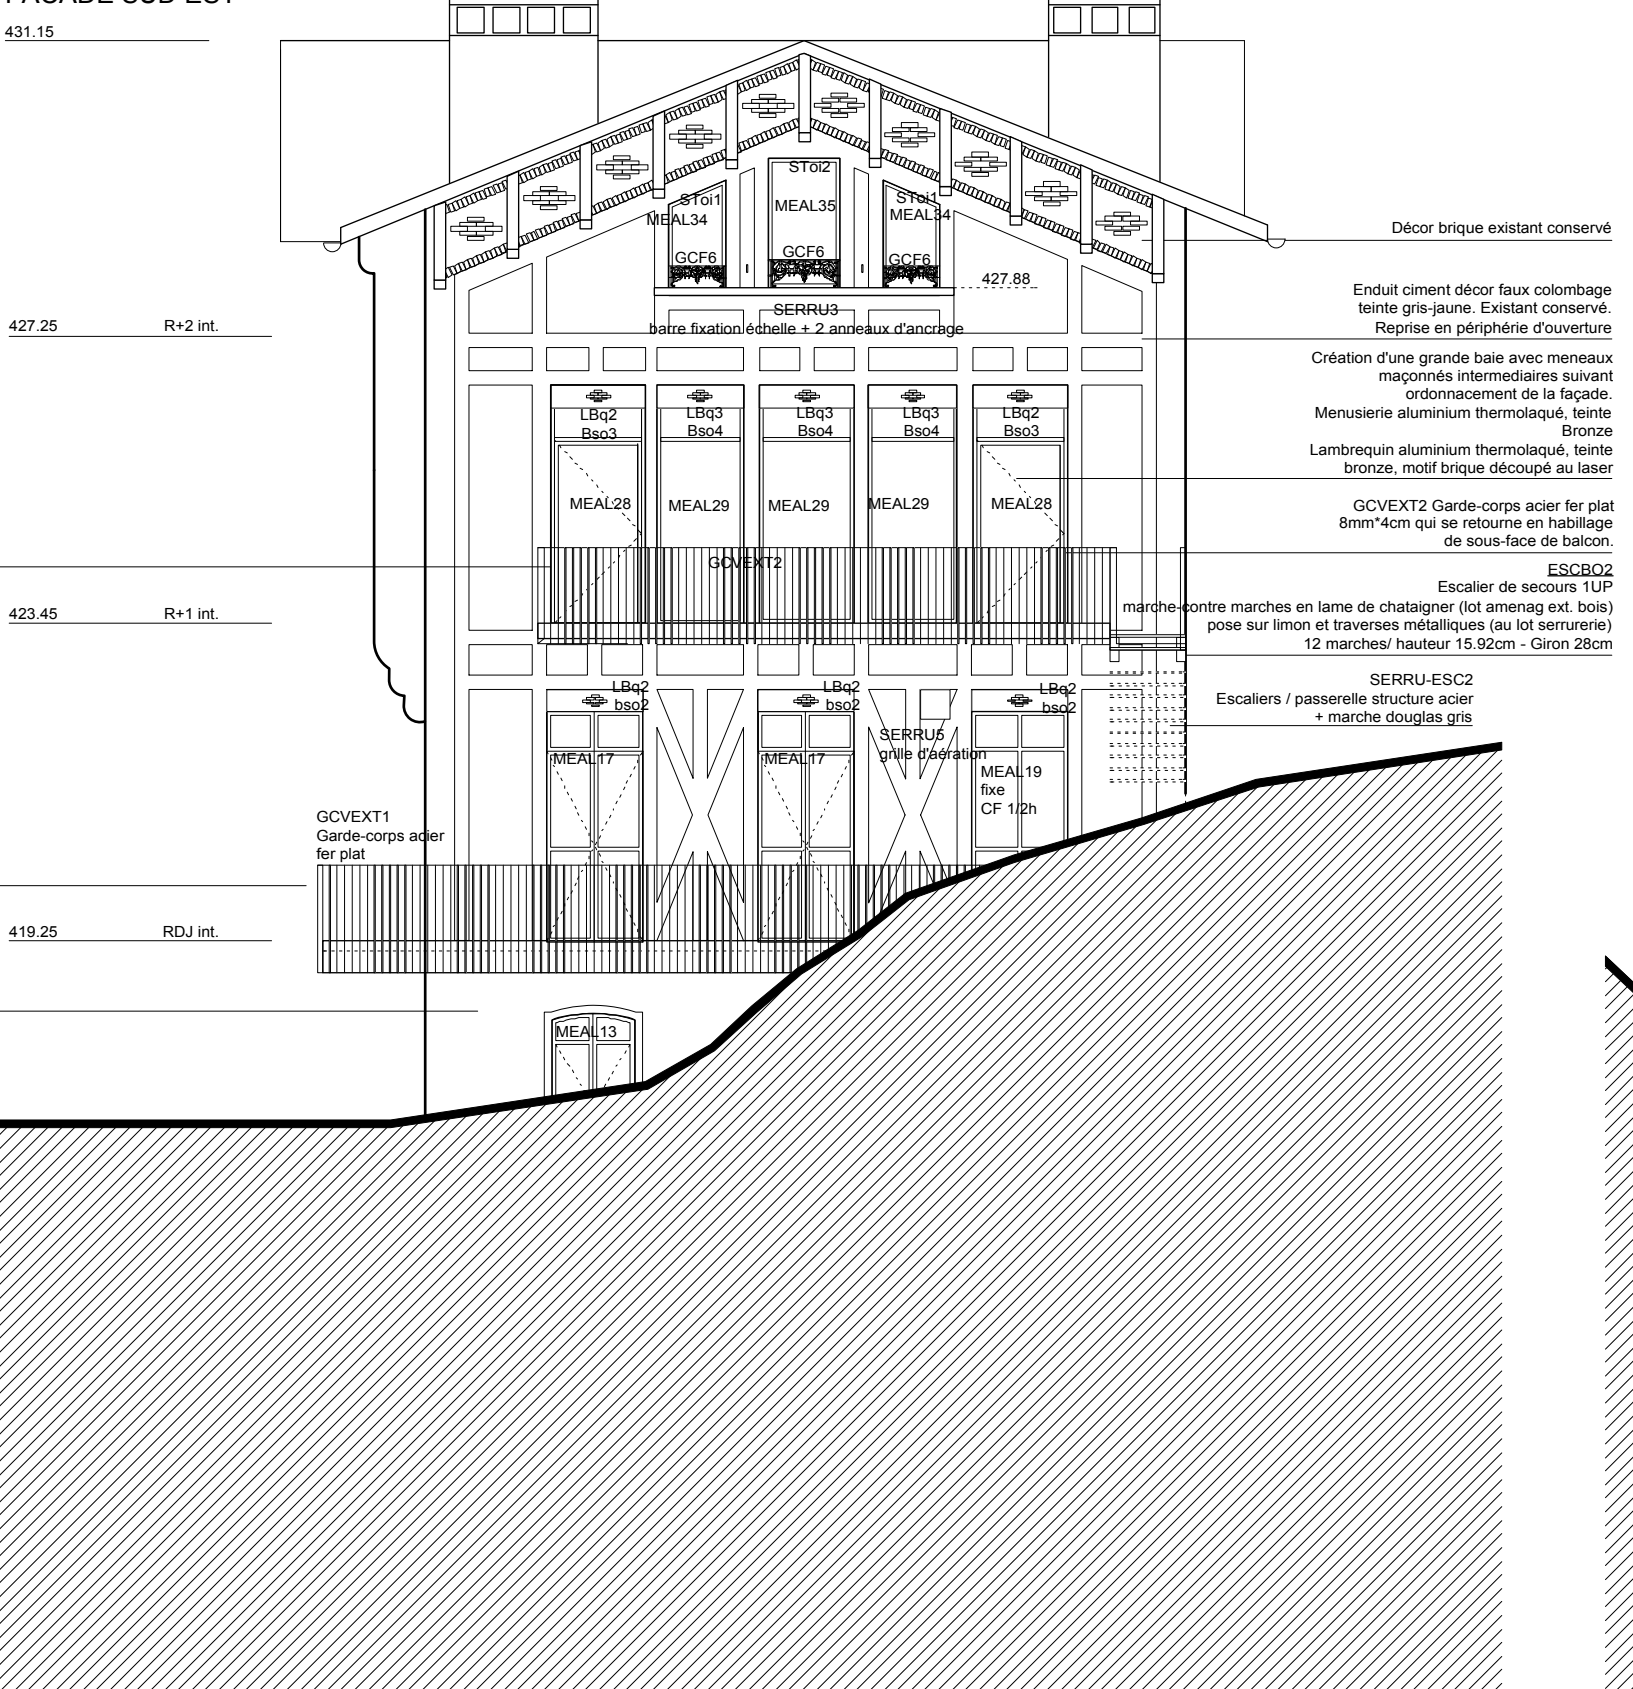 431.15
SToi2
SToi1
SToi1
MEAL35
MEAL34
MEAL34
Décor brique existant conservé
GCF6
GCF6
GCF6
427.88
Enduit ciment décor faux colombage
teinte gris-jaune. Existant conservé.
Reprise en périphérie d'ouverture
SERRU3
barre fixation échelle + 2 anneaux d'ancrage
427.25 R+2 int.
Création d'une grande baie avec meneaux
maçonnés intermediaires suivant
ordonnacement de la façade.
Menusierie aluminium thermolaqué, teinte
Bronze
Lambrequin aluminium thermolaqué, teinte
bronze, motif brique découpé au laser
LBq2 LBq3 LBq3 LBq3 LBq2
Bso3 Bso4 Bso4 Bso4 Bso3
MEAL28 MEAL29 MEAL29 MEAL29 MEAL28
GCVEXT2 Garde-corps acier fer plat
8mm*4cm qui se retourne en habillage
de sous-face de balcon.
GCVEXT2
ESCBO2
Escalier de secours 1UP
marche-contre marches en lame de chataigner (lot amenag ext. bois)
pose sur limon et traverses métalliques (au lot serrurerie)
12 marches/ hauteur 15.92cm - Giron 28cm
423.45 R+1 int.
SERRU-ESC2
Escaliers / passerelle structure acier
+ marche douglas gris
LBq2 LBq2 LBq2
bso2 bso2 bso2
SERRU5
grille d'aération
MEAL17 MEAL17
MEAL19
fixe
CF 1/2h
GCVEXT1
Garde-corps acier
fer plat
419.25 RDJ int.
MEAL13